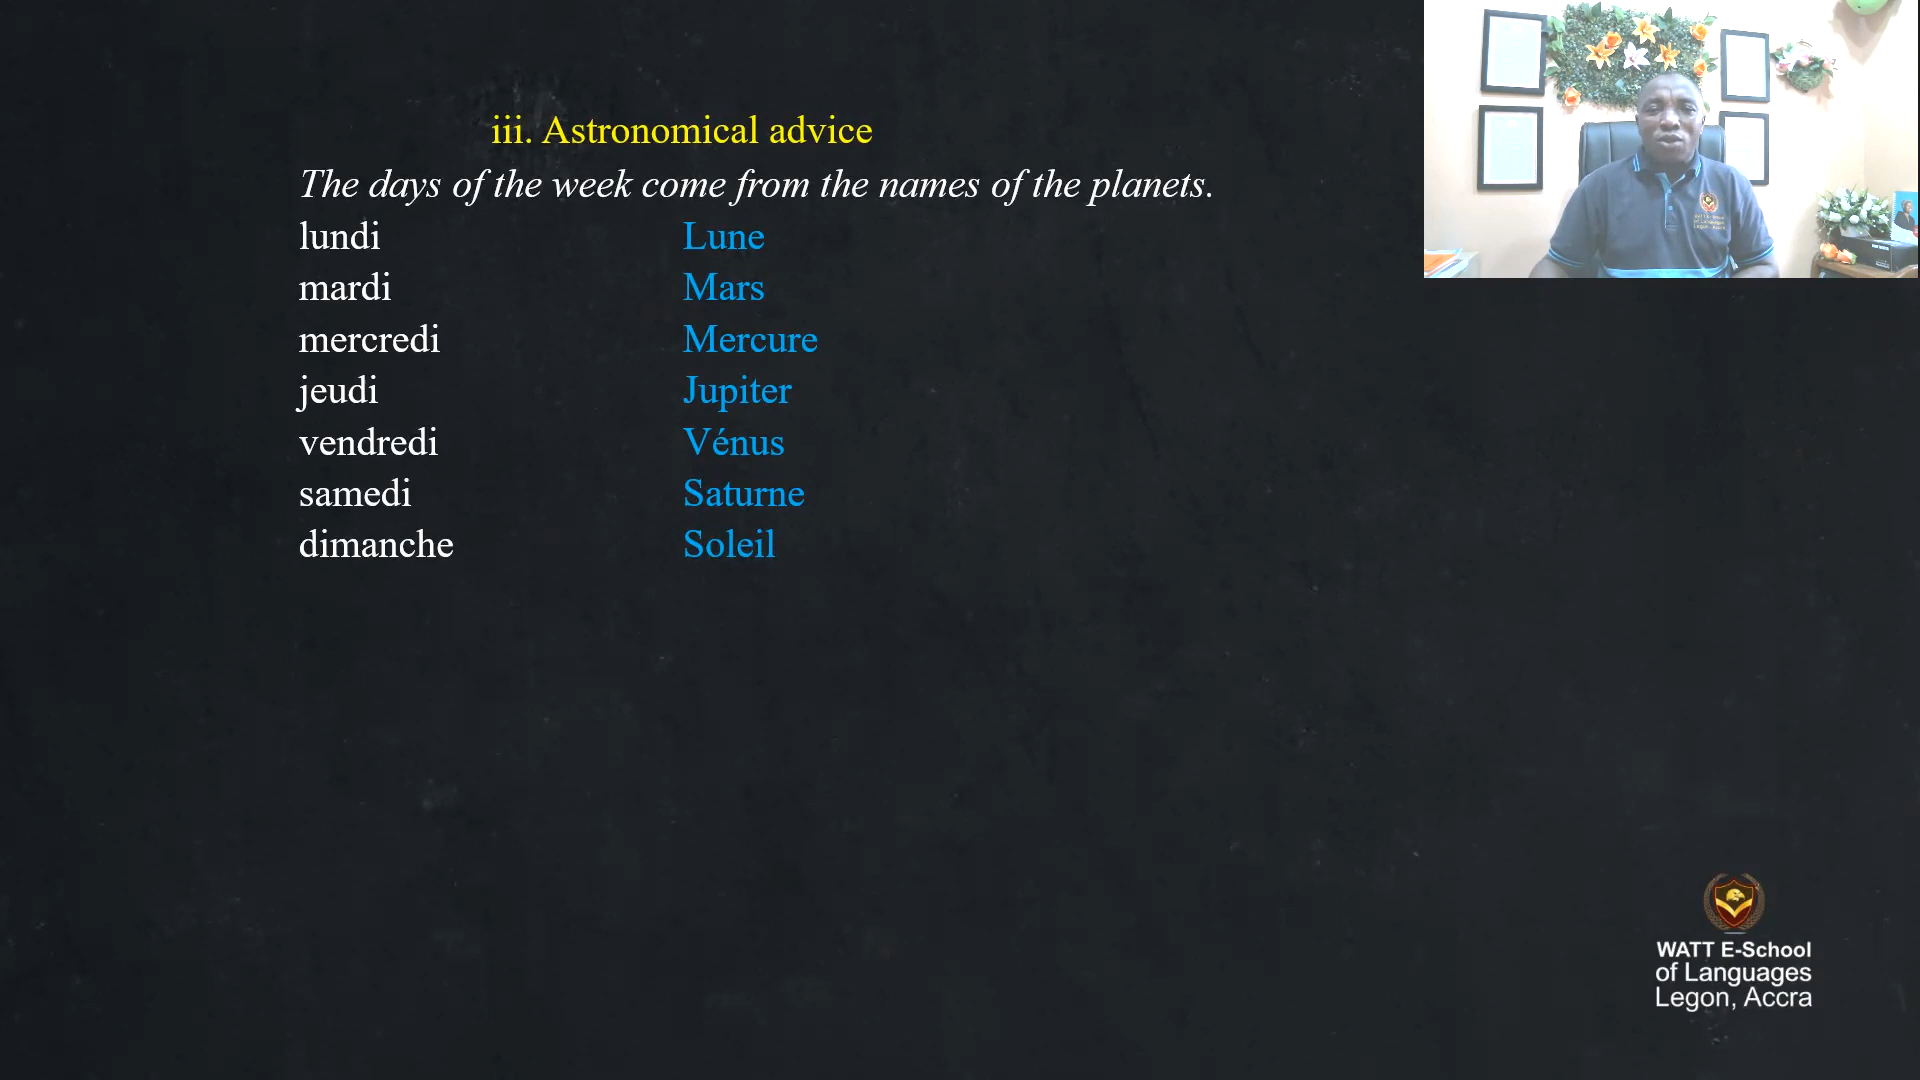 iii. Astronomical advice
The days of the week come from the names of the planets.
lundi Lune
mardi Mars
mercredi Mercure
jeudi Jupiter
vendredi Vénus
samedi Saturne
dimanche Soleil
WATT E-School
of Languages
Legon, Accra